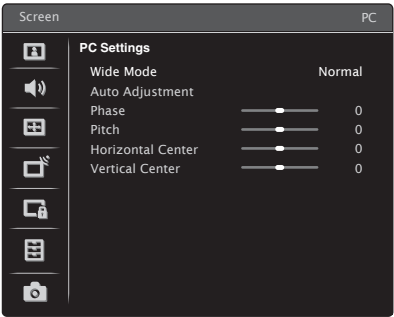 Screen PC
PC Settings
Wide Mode Normal
Auto Adjustment
Phase 0
Pitch 0
Horizontal Center 0
Vertical Center 0